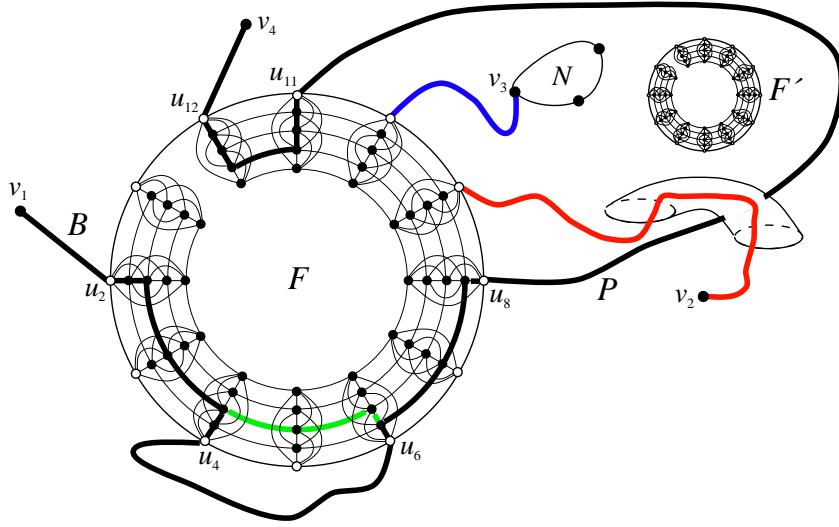 v₄
u₁₁
u₁₂
v₃
N
F′
v₁
B
u₂
F
u₈
P
v₂
u₄
u₆